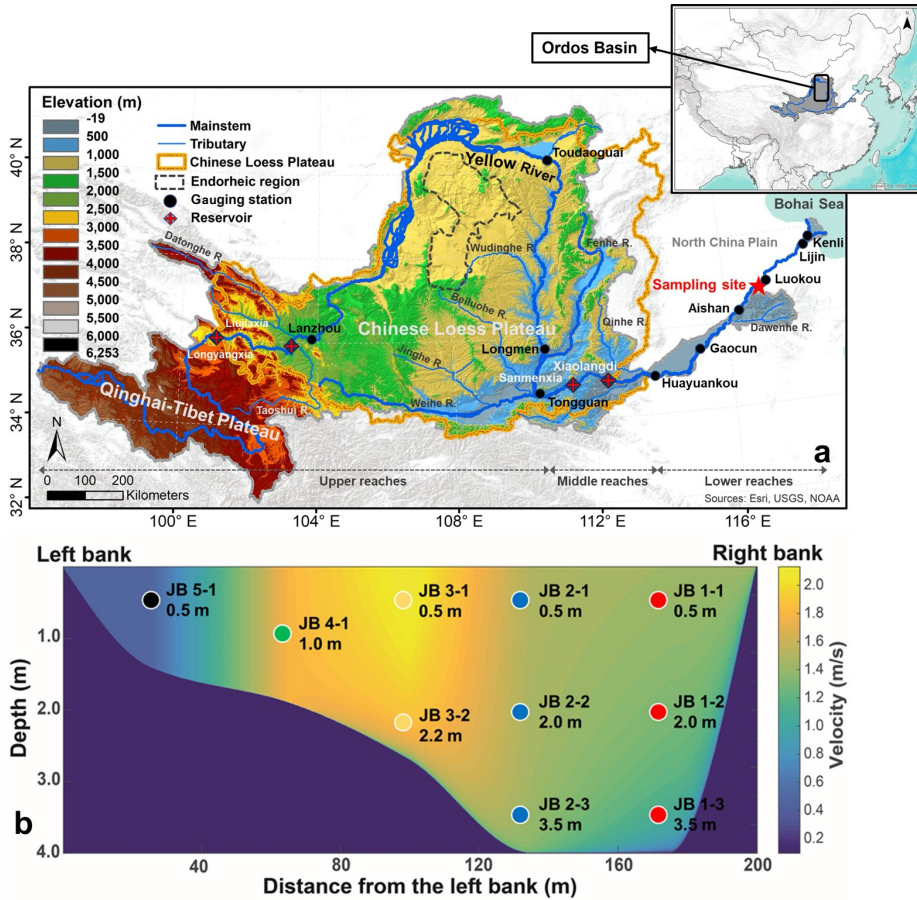 Ordos Basin
Elevation (m)
-19
500
1,000
1,500
2,000
2,500
3,000
3,500
4,000
4,500
5,000
5,500
6,000
6,253
Mainstem
Tributary
Chinese Loess Plateau
Endorheic region
Gauging station
Reservoir
Yellow River
Toudaoguai
Bohai Sea
Datonghe R.
Wudinghe R.
Fenhe R.
North China Plain
Kenli
Lijin
Sampling site
Luokou
Liujiaxia
Lanzhou
Beiluohe R.
Chinese Loess Plateau
Qinhe R.
Aishan
Dawenhe R.
Longyangxia
Jinghe R.
Longmen
Xiaolangdi
Gaocun
Sanmenxia
Huayuankou
Qinghai-Tibet Plateau
Taoshui R.
Weihe R.
Tongguan
N
a
0 100 200
Kilometers
Upper reaches
Middle reaches
Lower reaches
Sources: Esri, USGS, NOAA
40° N
38° N
36° N
34° N
32° N
100° E
104° E
108° E
112° E
116° E
Left bank
Right bank
JB 5-1
0.5 m
JB 4-1
1.0 m
JB 3-1
0.5 m
JB 2-1
0.5 m
JB 1-1
0.5 m
JB 3-2
2.2 m
JB 2-2
2.0 m
JB 1-2
2.0 m
JB 2-3
3.5 m
JB 1-3
3.5 m
Depth (m)
1.0
2.0
3.0
4.0
b
40
80
120
160
200
Distance from the left bank (m)
2.0
1.8
1.6
1.4
1.2
1.0
0.8
0.6
0.4
0.2
Velocity (m/s)